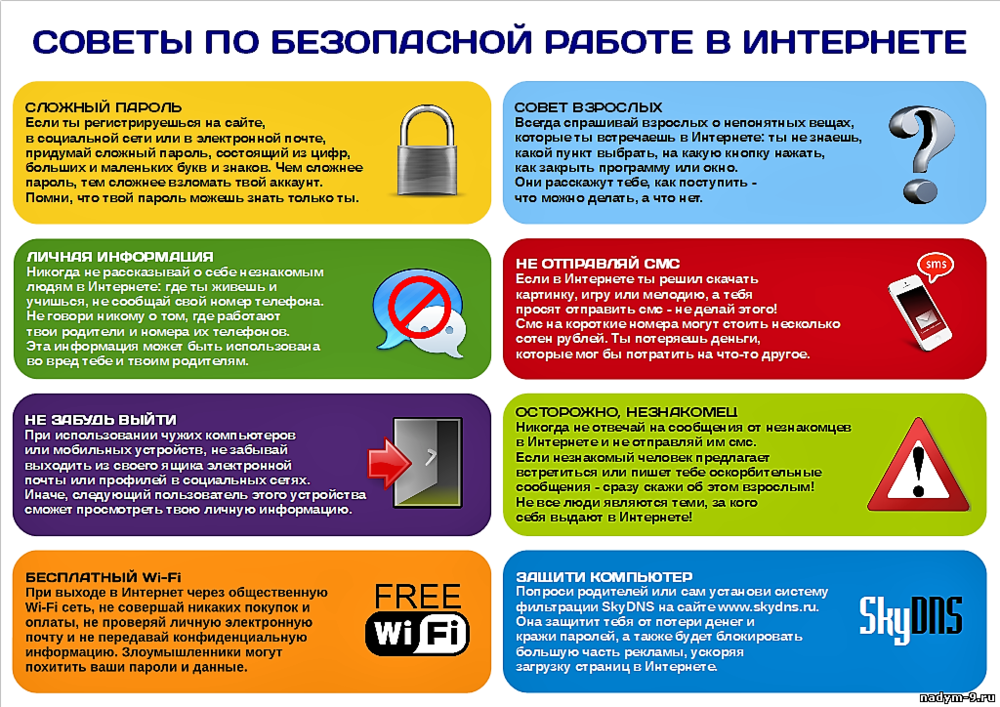 СОВЕТЫ ПО БЕЗОПАСНОЙ РАБОТЕ В ИНТЕРНЕТЕ
СЛОЖНЫЙ ПАРОЛЬ
Если ты регистрируешься на сайте,
в социальной сети или в электронной почте,
придумай сложный пароль, состоящий из цифр,
больших и маленьких букв и знаков. Чем сложнее
пароль, тем сложнее взломать твой аккаунт.
Помни, что твой пароль можешь знать только ты.
СОВЕТ ВЗРОСЛЫХ
Всегда спрашивай взрослых о непонятных вещах,
которые ты встречаешь в Интернете: ты не знаешь,
какой пункт выбрать, на какую кнопку нажать,
как закрыть программу или окно.
Они расскажут тебе, как поступить -
что можно делать, а что нет.
ЛИЧНАЯ ИНФОРМАЦИЯ
Никогда не рассказывай о себе незнакомым
людям в Интернете: где ты живешь и
учишься, не сообщай свой номер телефона.
Не говори никому о том, где работают
твои родители и номера их телефонов.
Эта информация может быть использована
во вред тебе и твоим родителям.
НЕ ОТПРАВЛЯЙ СМС
Если в Интернете ты решил скачать
картинку, игру или мелодию, а тебя
просят отправить смс - не делай этого!
Смс на короткие номера могут стоить несколько
сотен рублей. Ты потеряешь деньги,
которые мог бы потратить на что-то другое.
sms
НЕ ЗАБУДЬ ВЫЙТИ
При использовании чужих компьютеров
или мобильных устройств, не забывай
выходить из своего ящика электронной
почты или профилей в социальных сетях.
Иначе, следующий пользователь этого устройства
сможет просмотреть твою личную информацию.
ОСТОРОЖНО, НЕЗНАКОМЕЦ
Никогда не отвечай на сообщения от незнакомцев
в Интернете и не отправляй им смс.
Если незнакомый человек предлагает
встретиться или пишет тебе оскорбительные
сообщения - сразу скажи об этом взрослым!
Не все люди являются теми, за кого
себя выдают в Интернете!
БЕСПЛАТНЫЙ Wi-Fi
При выходе в Интернет через общественную
Wi-Fi сеть, не совершай никаких покупок и
оплаты, не проверяй личную электронную
почту и не передавай конфиденциальную
информацию. Злоумышленники могут
похитить ваши пароли и данные.
FREE
Wi Fi
ЗАЩИТИ КОМПЬЮТЕР
Попроси родителей или сам установи систему
фильтрации SkyDNS на сайте www.skydns.ru.
Она защитит тебя от потери денег и
кражи паролей, а также будет блокировать
большую часть рекламы, ускоряя
загрузку страниц в Интернете.
SkyDNS
nadym-9.ru